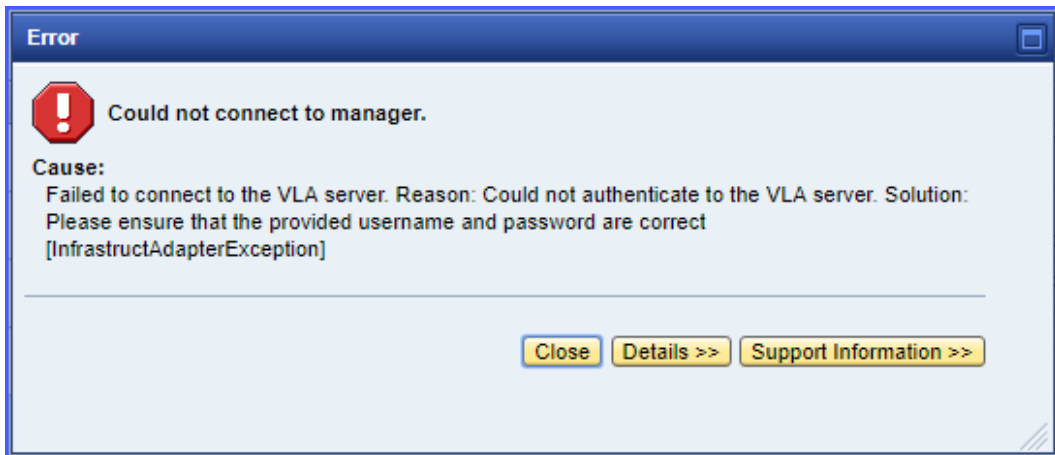 Error
Could not connect to manager.
Cause:
Failed to connect to the VLA server. Reason: Could not authenticate to the VLA server. Solution:
Please ensure that the provided username and password are correct
[InfrastructAdapterException]
Close Details >> Support Information >>